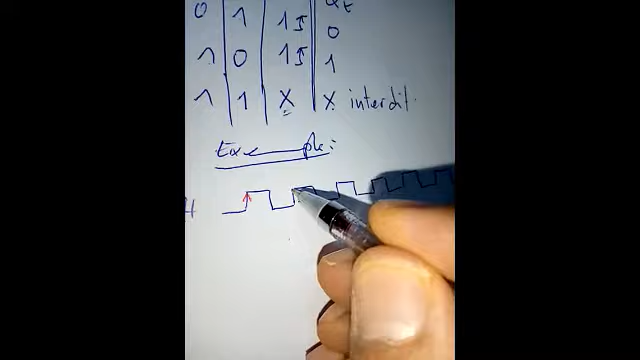 0 1 1↑ 0
1 0 1↑ 1
1 1 X X interdit.
Exemple:
H